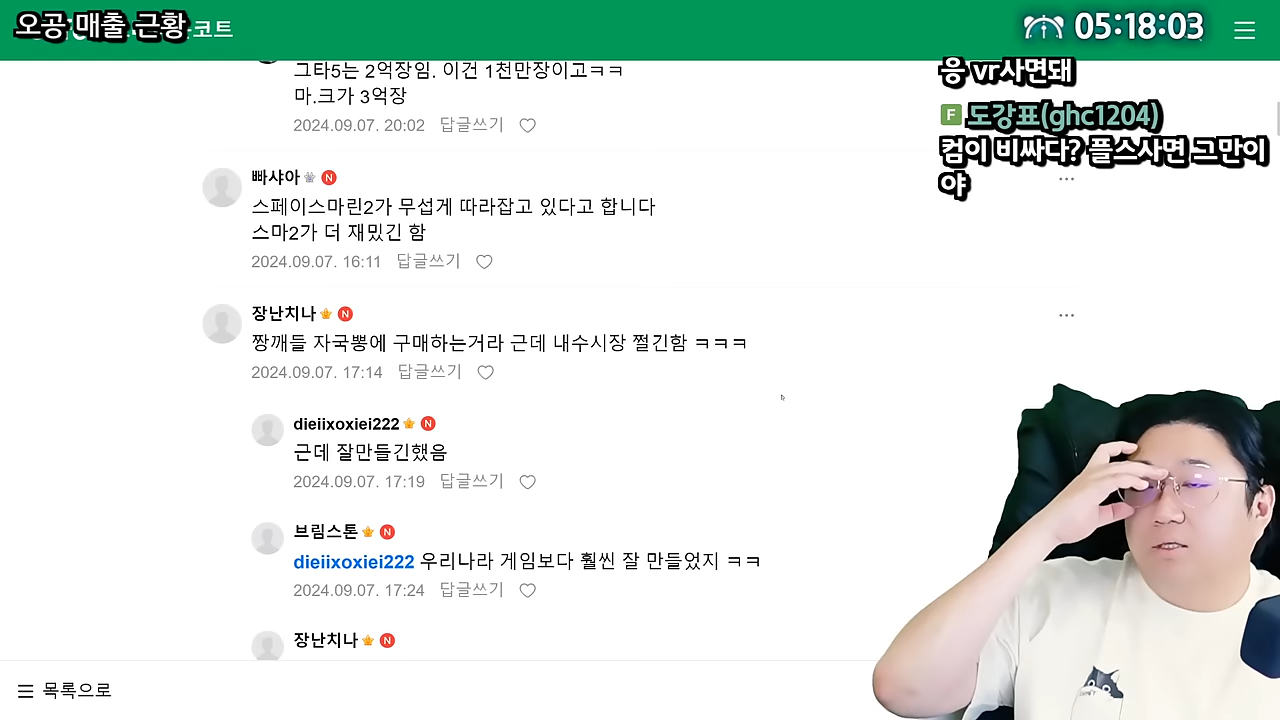 오공 매출 근황
코트
05:18:03
응 vr사면돼
F 도강표(ghc1204)
컴이 비싸다? 플스사면 그만이
야
그타5는 2억장임. 이건 1천만장이고ㅋㅋ
마.크가 3억장
2024.09.07. 20:02 답글쓰기
빠샤아 N
스페이스마린2가 무섭게 따라잡고 있다고 합니다
스마2가 더 재밌긴 함
2024.09.07. 16:11 답글쓰기
장난치나 N
짱깨들 자국뽕에 구매하는거라 근데 내수시장 쩔긴함 ㅋㅋㅋ
2024.09.07. 17:14 답글쓰기
dieiixoxiei222 N
근데 잘만들긴했음
2024.09.07. 17:19 답글쓰기
브림스톤 N
dieiixoxiei222 우리나라 게임보다 훨씬 잘 만들었지 ㅋㅋ
2024.09.07. 17:24 답글쓰기
장난치나 N
목록으로